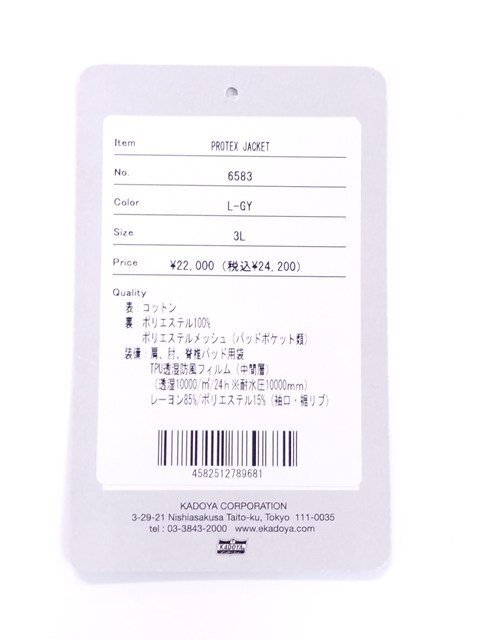 Item PROTEX JACKET
No. 6583
Color L-GY
Size 3L
Price ¥22,000 (税込¥24,200)
Quality
表：コットン
裏：ポリエステル100%
ポリエステルメッシュ（パッドポケット類）
装備：肩、肘、脊椎パッド用袋
TPU透湿防風フィルム（中間層）
（透湿10000/㎡/24h※耐水圧10000mm）
レーヨン85%/ポリエステル15%（袖口・裾リブ）
4582512789681
KADOYA CORPORATION
3-29-21 Nishiasakusa Taito-ku, Tokyo 111-0035
tel : 03-3843-2000 www.ekadoya.com
KADOYA